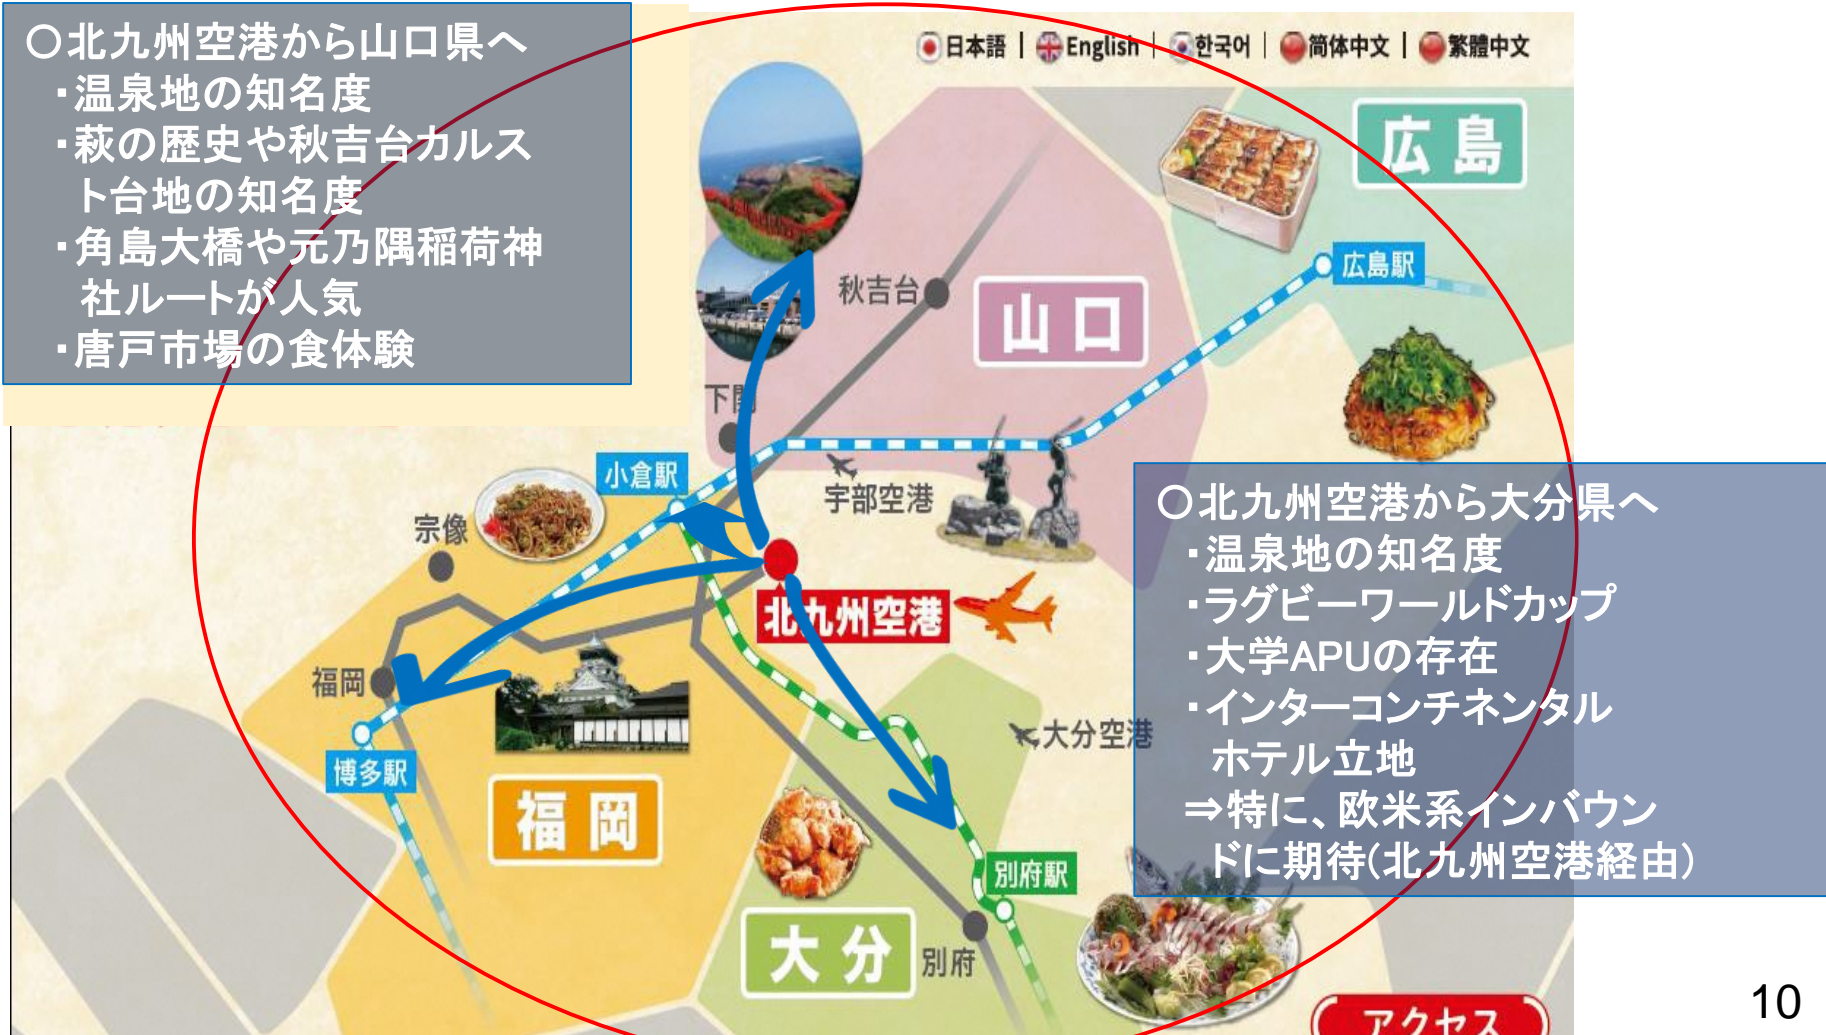 〇北九州空港から山口県へ
・温泉地の知名度
・萩の歴史や秋吉台カルス
ト台地の知名度
・角島大橋や元乃隅稲荷神
社ルートが人気
・唐戸市場の食体験
日本語 | English | 한국어 | 简体中文 | 繁體中文
広島
広島駅
秋吉台
山口
下関
小倉駅
宇部空港
宗像
北九州空港
福岡
博多駅
福岡
大分空港
別府駅
大分
別府
〇北九州空港から大分県へ
・温泉地の知名度
・ラグビーワールドカップ
・大学APUの存在
・インターコンチネンタル
ホテル立地
⇒特に、欧米系インバウン
ドに期待(北九州空港経由)
アクセス
10